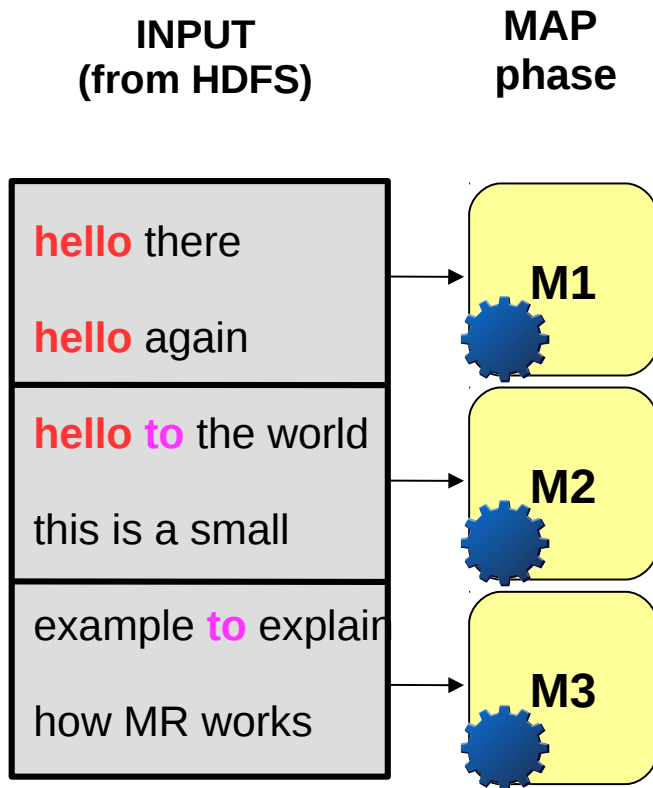 INPUT
(from HDFS)
MAP
phase
hello there
hello again
M1
hello to the world
this is a small
M2
example to explain
how MR works
M3